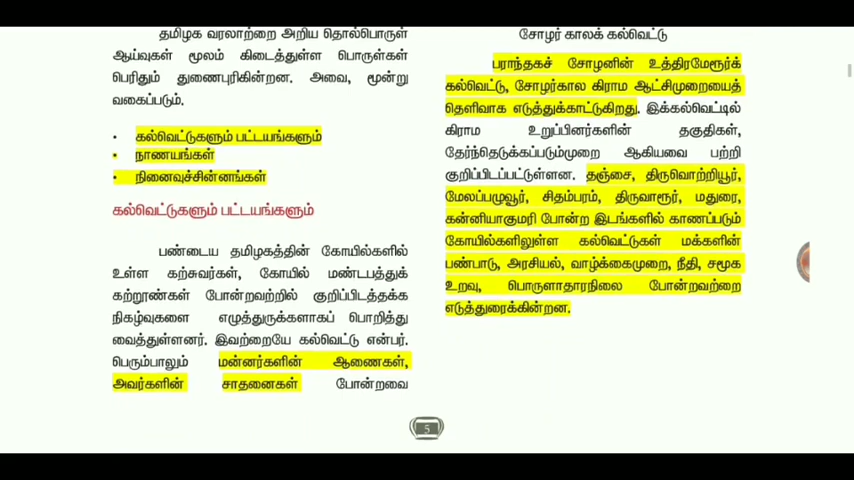 தமிழக வரலாற்றை அறிய தொல்பொருள்
ஆய்வுகள் மூலம் கிடைத்துள்ள பொருள்கள்
பெரிதும் துணைபுரிகின்றன. அவை, மூன்று
வகைப்படும்.
• கல்வெட்டுகளும் பட்டயங்களும்
• நாணயங்கள்
• நினைவுச்சின்னங்கள்
கல்வெட்டுகளும் பட்டயங்களும்
பண்டைய தமிழகத்தின் கோயில்களில்
உள்ள கற்சுவர்கள், கோயில் மண்டபத்துக்
கற்றூண்கள் போன்றவற்றில் குறிப்பிடத்தக்க
நிகழ்வுகளை எழுத்துருக்களாகப் பொறித்து
வைத்துள்ளனர். இவற்றையே கல்வெட்டு என்பர்.
பெரும்பாலும் மன்னர்களின் ஆணைகள்,
அவர்களின் சாதனைகள் போன்றவை
சோழர் காலக் கல்வெட்டு
பராந்தகச் சோழனின் உத்திரமேரூர்க்
கல்வெட்டு, சோழர்கால கிராம ஆட்சிமுறையைத்
தெளிவாக எடுத்துக்காட்டுகிறது. இக்கல்வெட்டில்
கிராம உறுப்பினர்களின் தகுதிகள்,
தேர்ந்தெடுக்கப்படும்முறை ஆகியவை பற்றி
குறிப்பிடப்பட்டுள்ளன. தஞ்சை, திருவொற்றியூர்,
மேலப்பழுவூர், சிதம்பரம், திருவாரூர், மதுரை,
கன்னியாகுமரி போன்ற இடங்களில் காணப்படும்
கோயில்களிலுள்ள கல்வெட்டுகள் மக்களின்
பண்பாடு, அரசியல், வாழ்க்கைமுறை, நீதி, சமூக
உறவு, பொருளாதாரநிலை போன்றவற்றை
எடுத்துரைக்கின்றன.
5